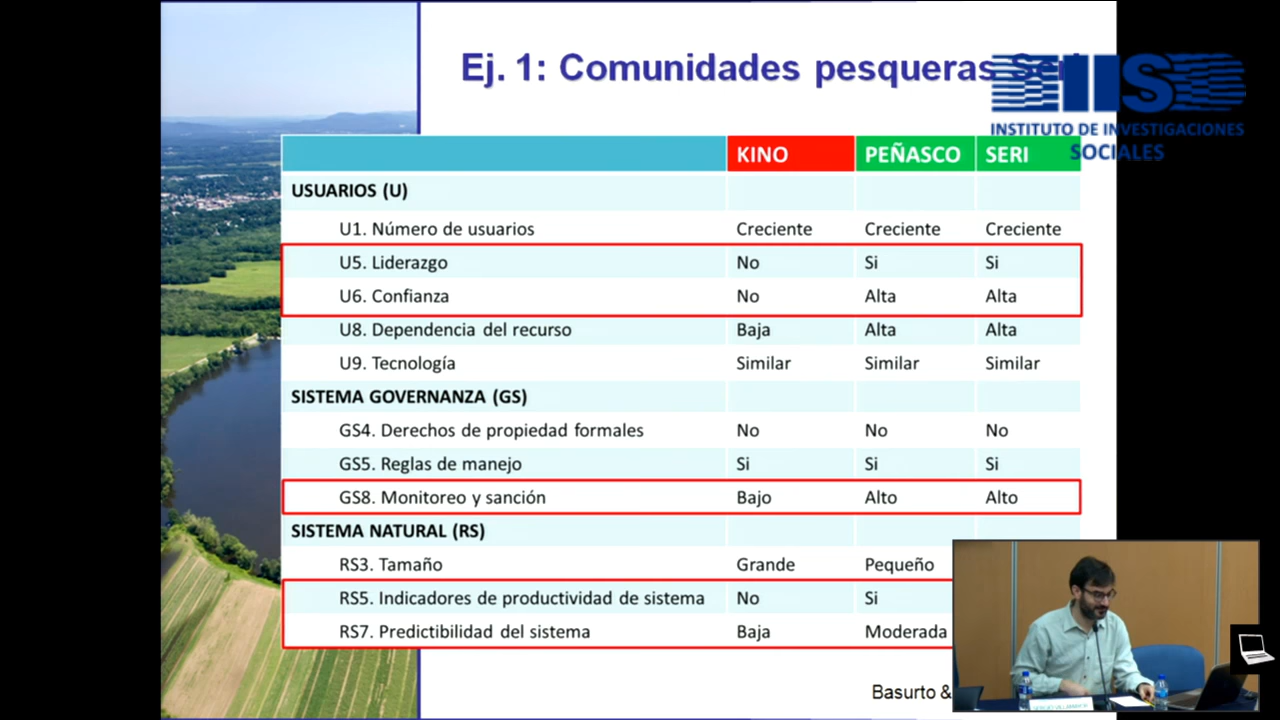 Ej. 1: Comunidades pesqueras
IIS
INSTITUTO DE INVESTIGACIONES
SOCIALES
KINO PEÑASCO SERI
USUARIOS (U)
U1. Número de usuarios Creciente Creciente Creciente
U5. Liderazgo No Si Si
U6. Confianza No Alta Alta
U8. Dependencia del recurso Baja Alta Alta
U9. Tecnología Similar Similar Similar
SISTEMA GOVERNANZA (GS)
GS4. Derechos de propiedad formales No No No
GS5. Reglas de manejo Si Si Si
GS8. Monitoreo y sanción Bajo Alto Alto
SISTEMA NATURAL (RS)
RS3. Tamaño Grande Pequeño
RS5. Indicadores de productividad de sistema No Si
RS7. Predictibilidad del sistema Baja Moderada
Basurto &